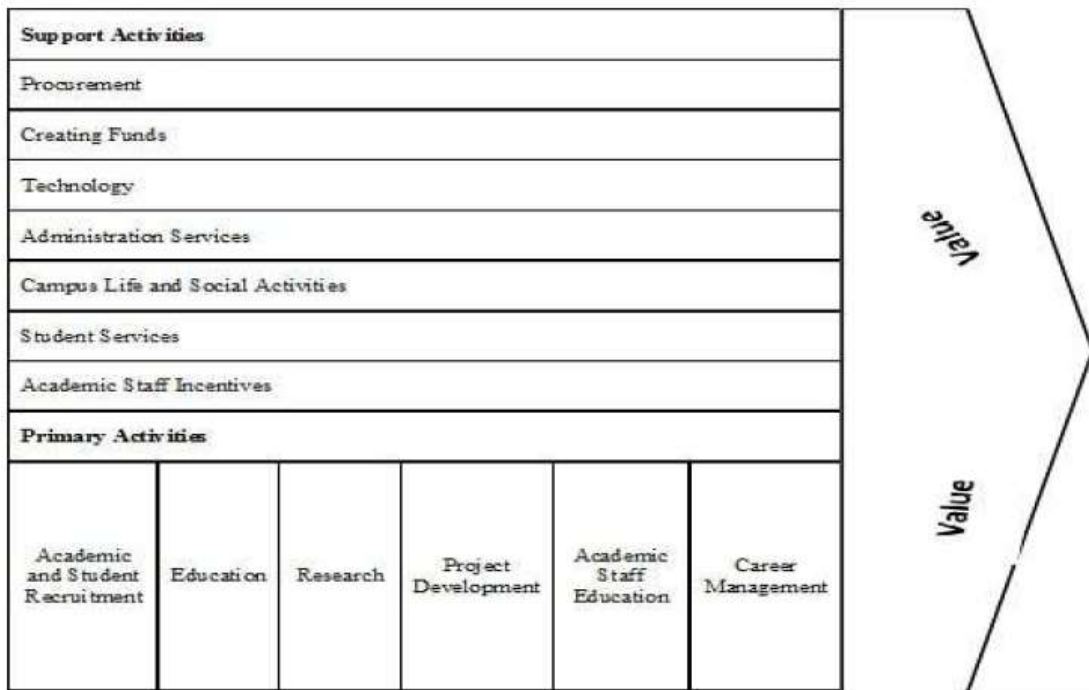 Support Activities
Procurement
Creating Funds
Technology
Administration Services
Campus Life and Social Activities
Student Services
Academic Staff Incentives
Primary Activities
Academic
and Student
Recruitment
Education
Research
Project
Development
Academic
Staff
Education
Career
Management
Value
Value